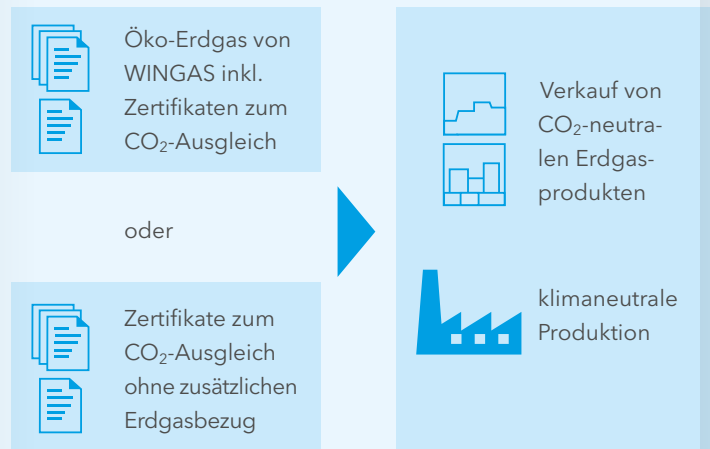 Öko-Erdgas von
WINGAS inkl.
Zertifikaten zum
CO₂-Ausgleich
oder
Zertifikate zum
CO₂-Ausgleich
ohne zusätzlichen
Erdgasbezug
Verkauf von
CO₂-neutra-
len Erdgas-
produkten
klimaneutrale
Produktion